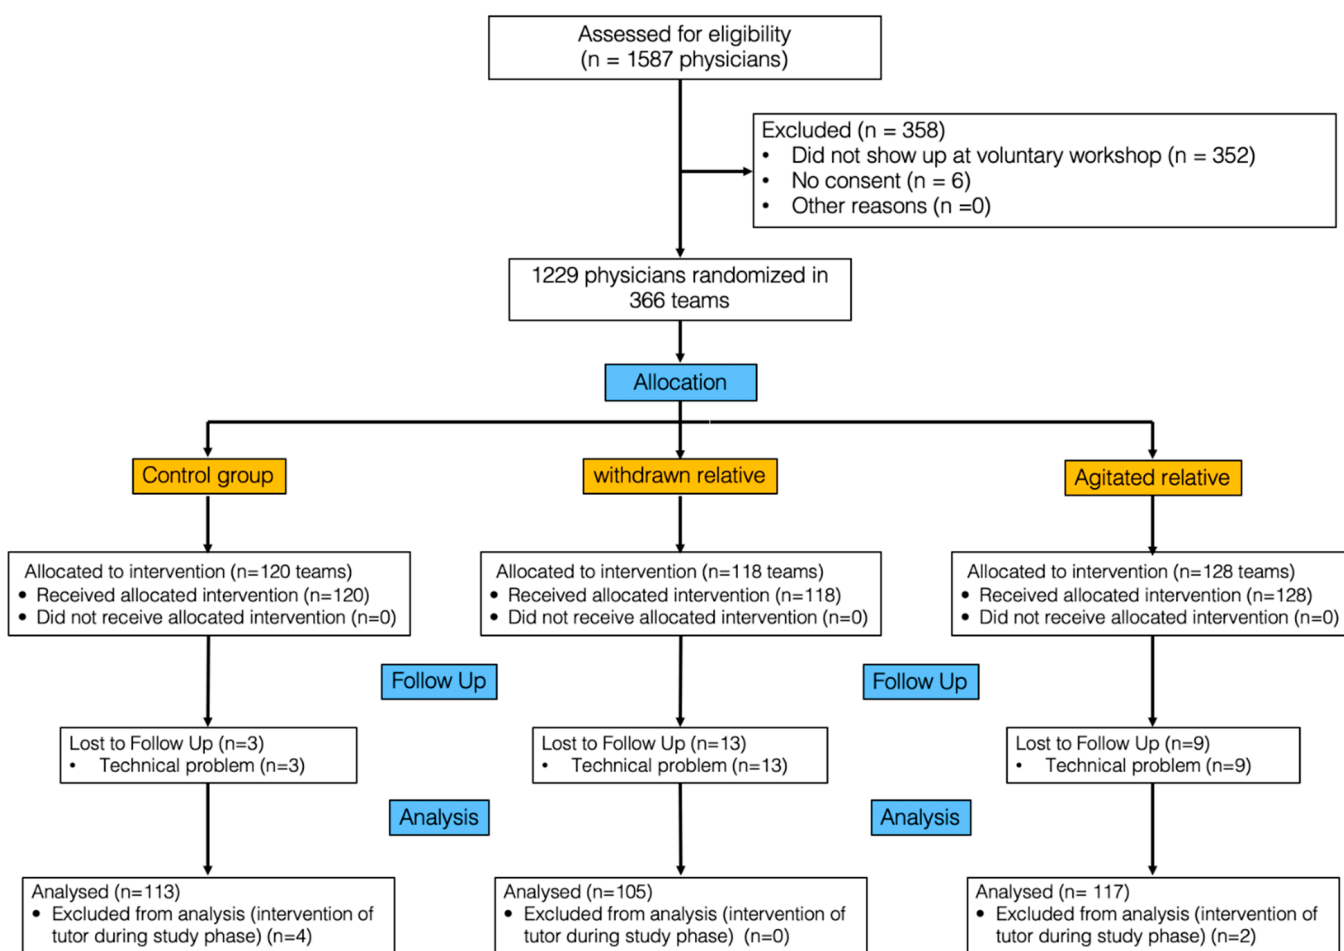 Assessed for eligibility
(n = 1587 physicians)
Excluded (n = 358)
• Did not show up at voluntary workshop (n = 352)
• No consent (n = 6)
• Other reasons (n =0)
1229 physicians randomized in
366 teams
Allocation
Control group
withdrawn relative
Agitated relative
Allocated to intervention (n=120 teams)
• Received allocated intervention (n=120)
• Did not receive allocated intervention (n=0)
Allocated to intervention (n=118 teams)
• Received allocated intervention (n=118)
• Did not receive allocated intervention (n=0)
Allocated to intervention (n=128 teams)
• Received allocated intervention (n=128)
• Did not receive allocated intervention (n=0)
Follow Up
Follow Up
Lost to Follow Up (n=3)
• Technical problem (n=3)
Lost to Follow Up (n=13)
• Technical problem (n=13)
Lost to Follow Up (n=9)
• Technical problem (n=9)
Analysis
Analysis
Analysed (n=113)
• Excluded from analysis (intervention of
tutor during study phase) (n=4)
Analysed (n=105)
• Excluded from analysis (intervention of
tutor during study phase) (n=0)
Analysed (n= 117)
• Excluded from analysis (intervention of
tutor during study phase) (n=2)